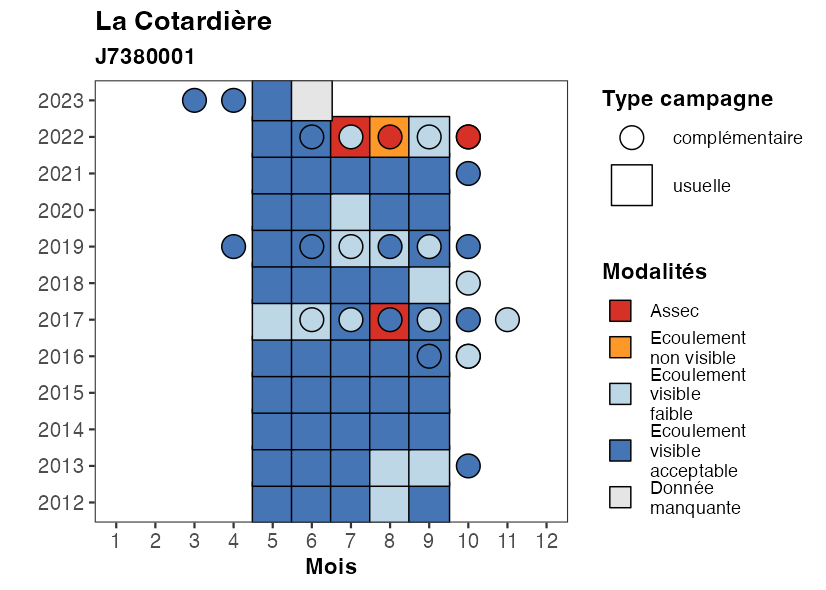 La Cotardière
J7380001
2023
2022
2021
2020
2019
2018
2017
2016
2015
2014
2013
2012
1 2 3 4 5 6 7 8 9 10 11 12
Mois
Type campagne
complémentaire
usuelle
Modalités
Assec
Ecoulement
non visible
Ecoulement
visible
faible
Ecoulement
visible
acceptable
Donnée
manquante